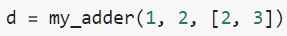 d = my_adder(1, 2, [2, 3])